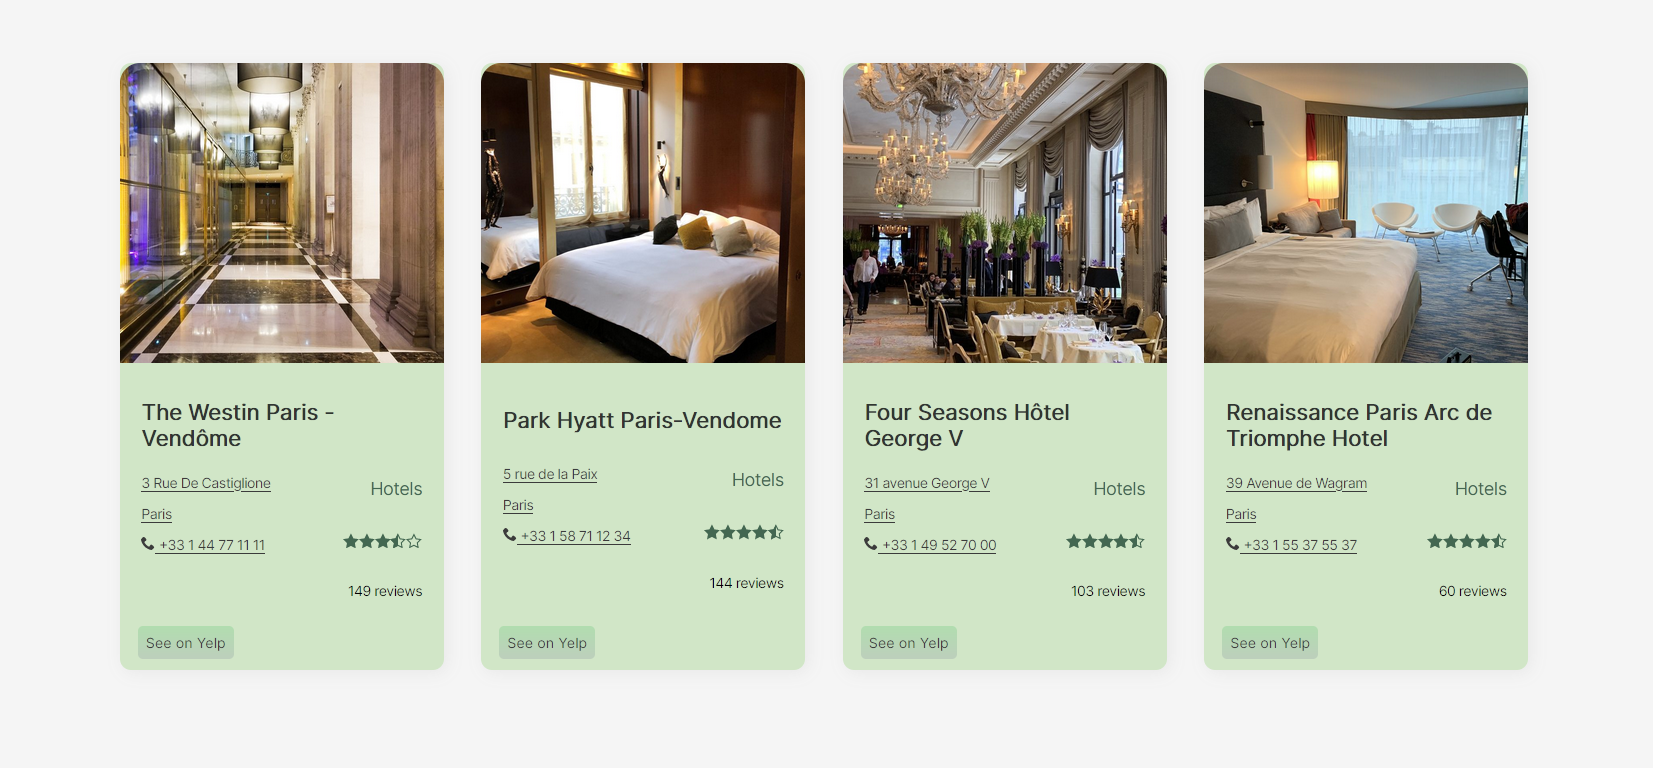 The Westin Paris -
Vendôme
3 Rue De Castiglione
Hotels
Paris
+33 1 44 77 11 11
149 reviews
See on Yelp
Park Hyatt Paris-Vendome
5 rue de la Paix
Hotels
Paris
+33 1 58 71 12 34
144 reviews
See on Yelp
Four Seasons Hôtel
George V
31 avenue George V
Hotels
Paris
+33 1 49 52 70 00
103 reviews
See on Yelp
Renaissance Paris Arc de
Triomphe Hotel
39 Avenue de Wagram
Hotels
Paris
+33 1 55 37 55 37
60 reviews
See on Yelp